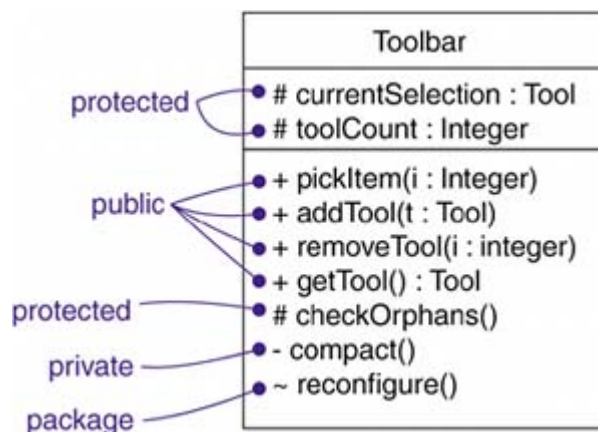 Toolbar
protected
# currentSelection : Tool
# toolCount : Integer
public
+ pickItem(i : Integer)
+ addTool(t : Tool)
+ removeTool(i : integer)
+ getTool() : Tool
protected
# checkOrphans()
private
- compact()
package
~ reconfigure()